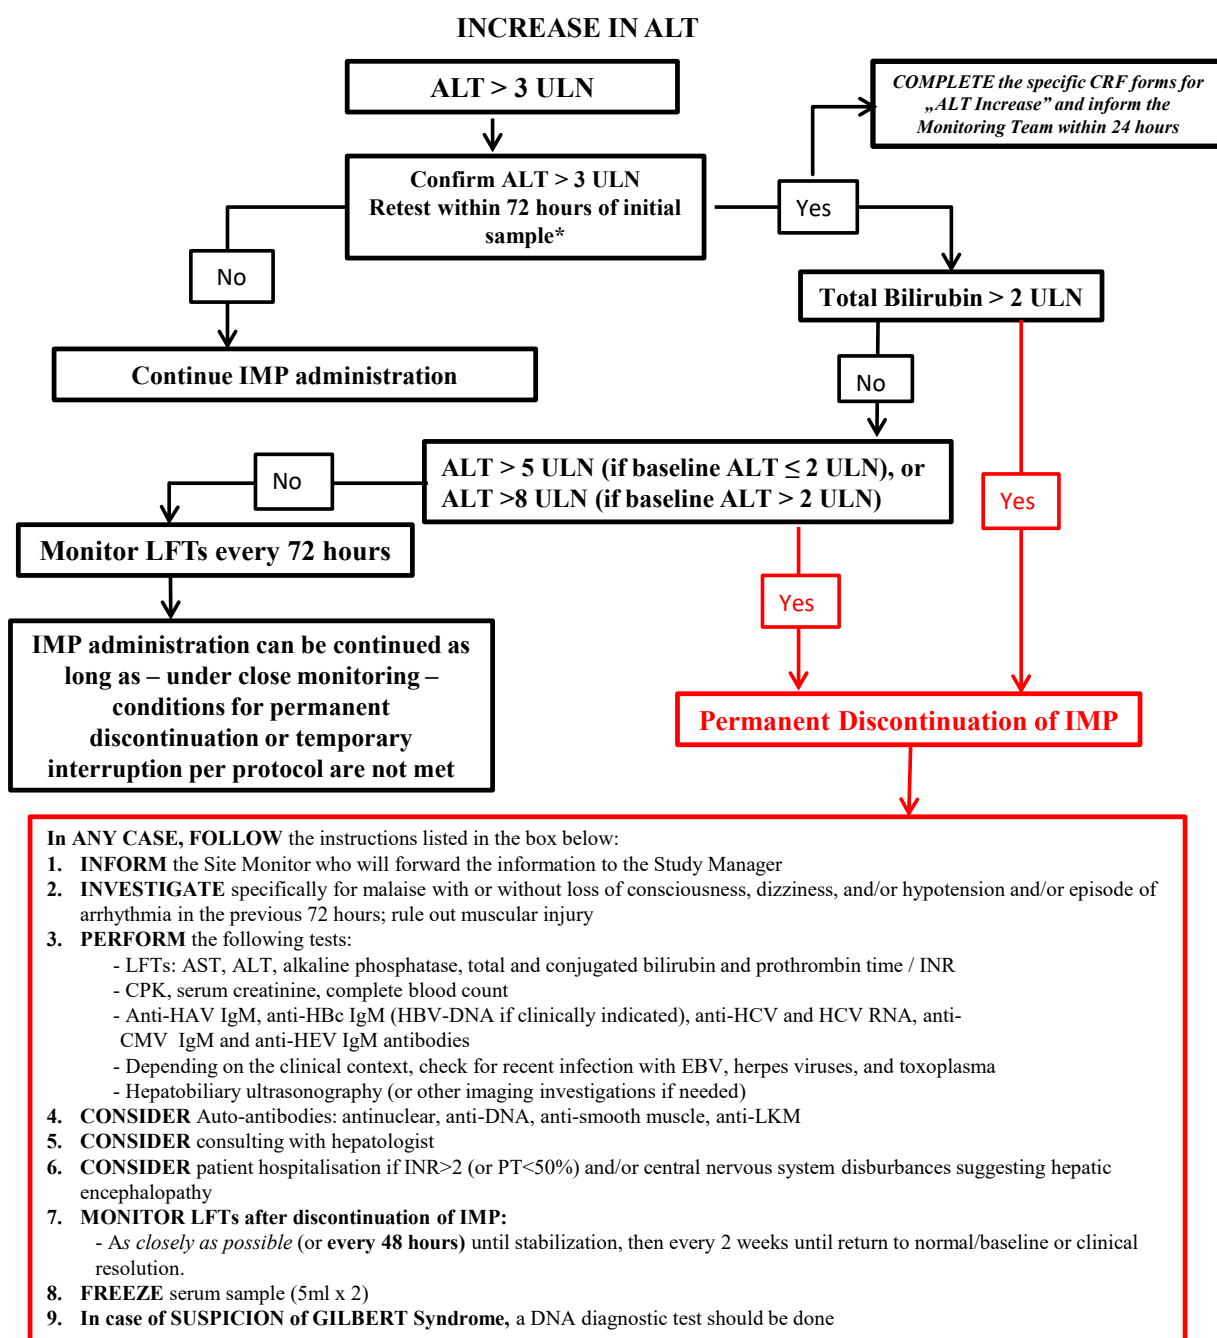 INCREASE IN ALT
ALT > 3 ULN
COMPLETE the specific CRF forms for
„ALT Increase” and inform the
Monitoring Team within 24 hours
Confirm ALT > 3 ULN
Retest within 72 hours of initial
sample*
Yes
No
Total Bilirubin > 2 ULN
Continue IMP administration
No
ALT > 5 ULN (if baseline ALT ≤ 2 ULN), or
ALT >8 ULN (if baseline ALT > 2 ULN)
No
Yes
Monitor LFTs every 72 hours
Yes
IMP administration can be continued as
long as – under close monitoring –
conditions for permanent
discontinuation or temporary
interruption per protocol are not met
Permanent Discontinuation of IMP
In ANY CASE, FOLLOW the instructions listed in the box below:
1. INFORM the Site Monitor who will forward the information to the Study Manager
2. INVESTIGATE specifically for malaise with or without loss of consciousness, dizziness, and/or hypotension and/or episode of
arrhythmia in the previous 72 hours; rule out muscular injury
3. PERFORM the following tests:
- LFTs: AST, ALT, alkaline phosphatase, total and conjugated bilirubin and prothrombin time / INR
- CPK, serum creatinine, complete blood count
- Anti-HAV IgM, anti-HBc IgM (HBV-DNA if clinically indicated), anti-HCV and HCV RNA, anti-
CMV IgM and anti-HEV IgM antibodies
- Depending on the clinical context, check for recent infection with EBV, herpes viruses, and toxoplasma
- Hepatobiliary ultrasonography (or other imaging investigations if needed)
4. CONSIDER Auto-antibodies: antinuclear, anti-DNA, anti-smooth muscle, anti-LKM
5. CONSIDER consulting with hepatologist
6. CONSIDER patient hospitalisation if INR>2 (or PT<50%) and/or central nervous system disburbances suggesting hepatic
encephalopathy
7. MONITOR LFTs after discontinuation of IMP:
- As closely as possible (or every 48 hours) until stabilization, then every 2 weeks until return to normal/baseline or clinical
resolution.
8. FREEZE serum sample (5ml x 2)
9. In case of SUSPICION of GILBERT Syndrome, a DNA diagnostic test should be done